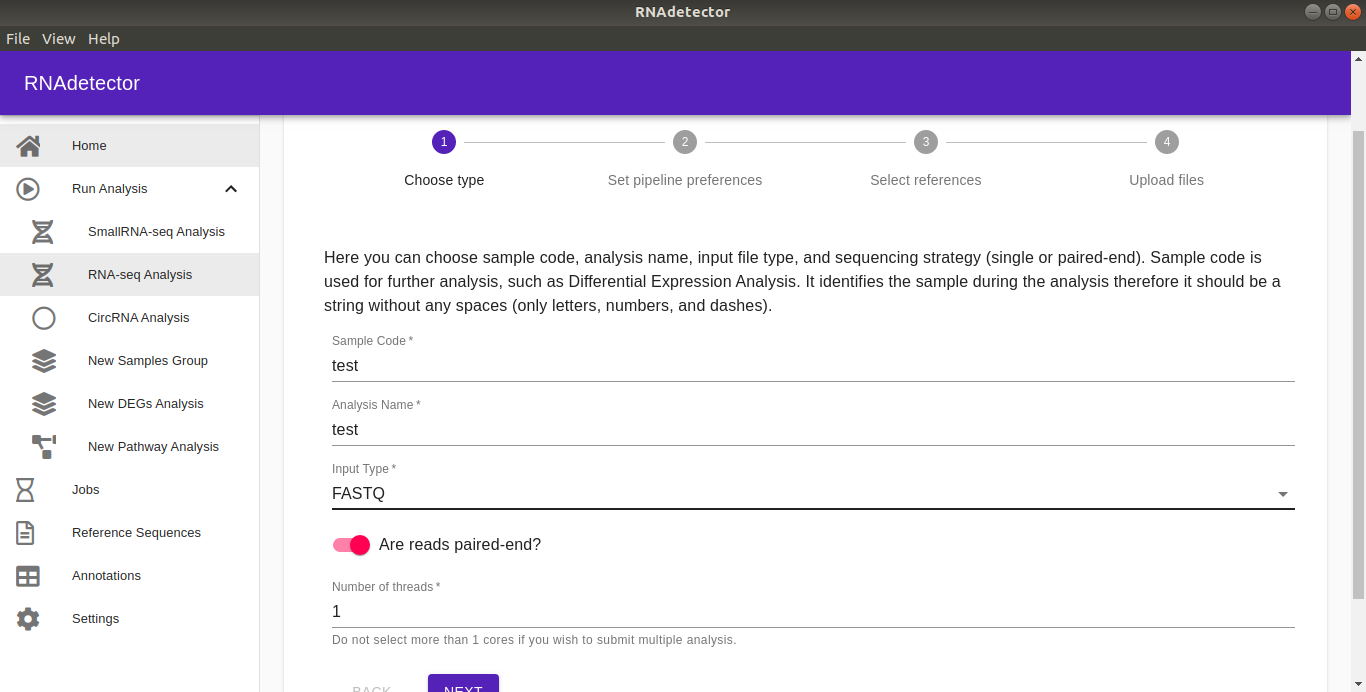 RNAdetector
File View Help
RNAdetector
Home
Run Analysis
SmallRNA-seq Analysis
RNA-seq Analysis
CircRNA Analysis
New Samples Group
New DEGs Analysis
New Pathway Analysis
Jobs
Reference Sequences
Annotations
Settings
1 2 3 4
Choose type Set pipeline preferences Select references Upload files
Here you can choose sample code, analysis name, input file type, and sequencing strategy (single or paired-end). Sample code is
used for further analysis, such as Differential Expression Analysis. It identifies the sample during the analysis therefore it should be a
string without any spaces (only letters, numbers, and dashes).
Sample Code *
test
Analysis Name *
test
Input Type *
FASTQ
Are reads paired-end?
Number of threads *
1
Do not select more than 1 cores if you wish to submit multiple analysis.
BACK NEXT